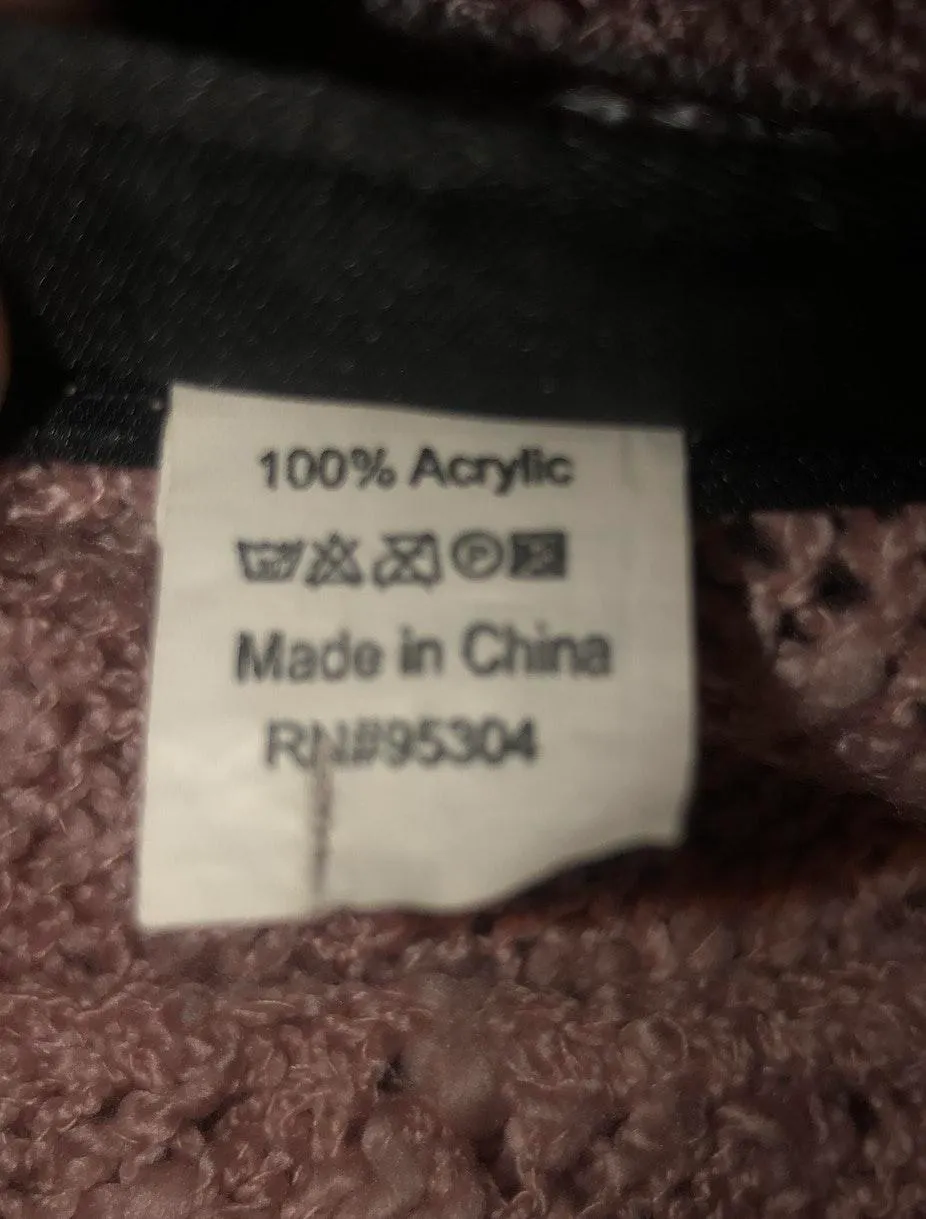 100% Acrylic
Ⓟ
Made in China
RN#95304